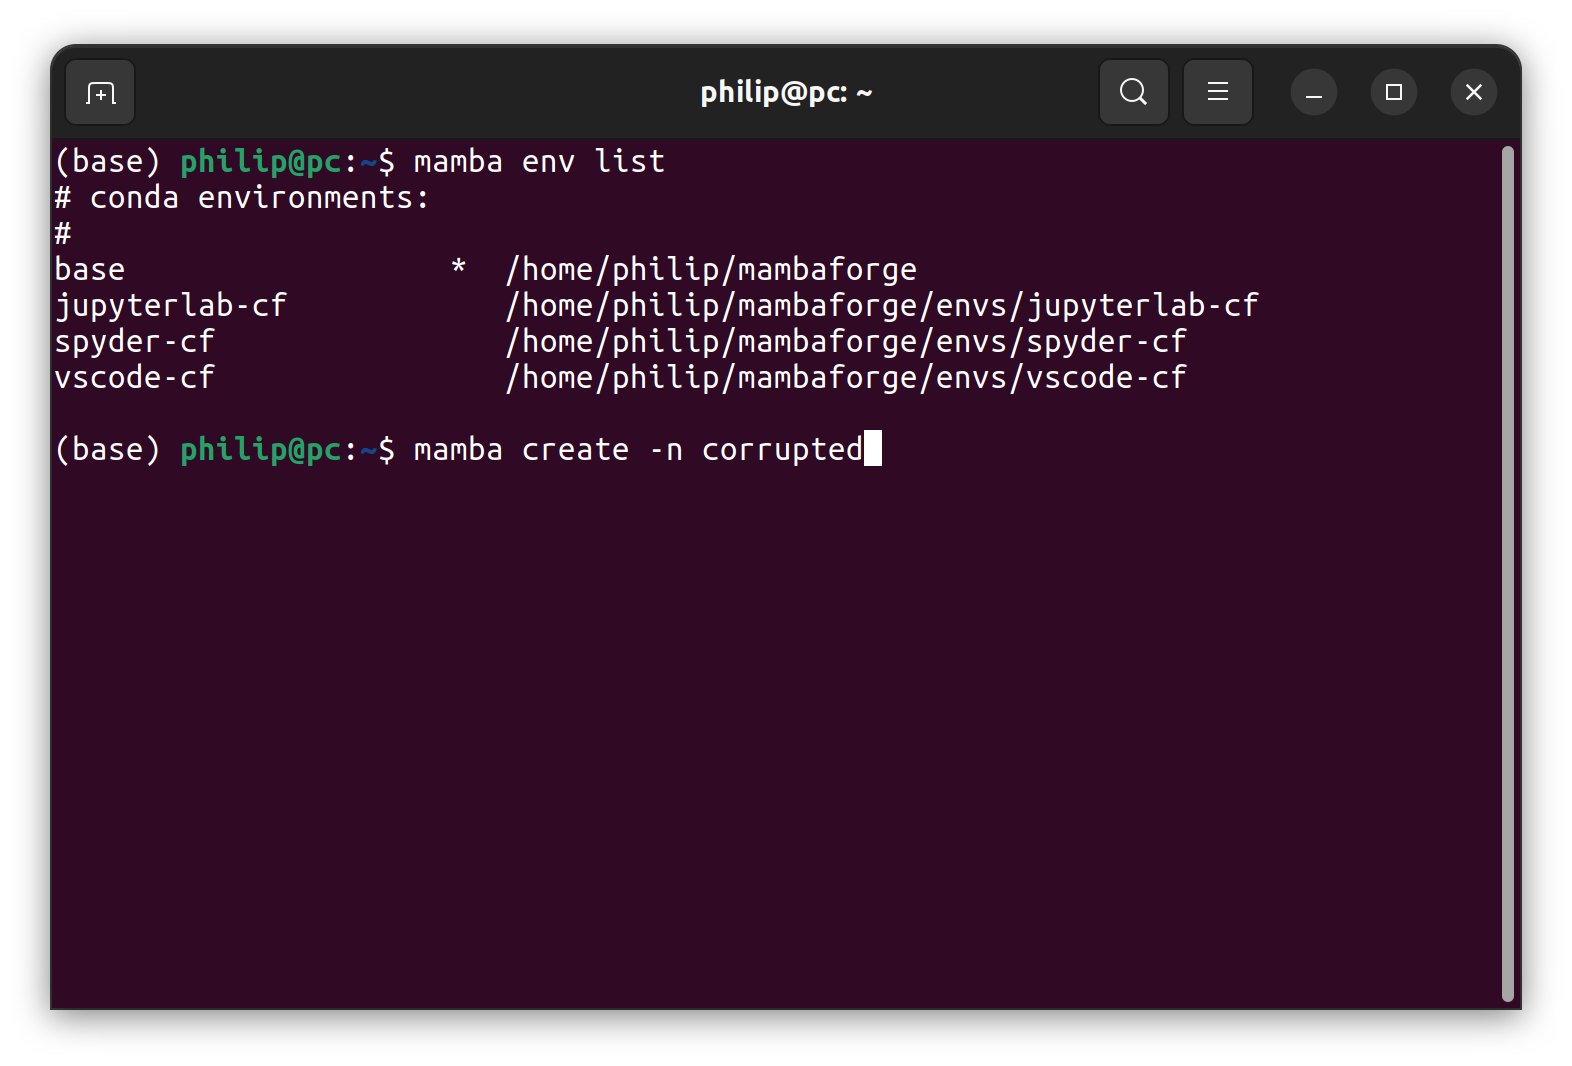 philip@pc: ~
(base) philip@pc:~$ mamba env list
# conda environments:
#
base                  *  /home/philip/mambaforge
jupyterlab-cf            /home/philip/mambaforge/envs/jupyterlab-cf
spyder-cf                /home/philip/mambaforge/envs/spyder-cf
vscode-cf                /home/philip/mambaforge/envs/vscode-cf
(base) philip@pc:~$ mamba create -n corrupted